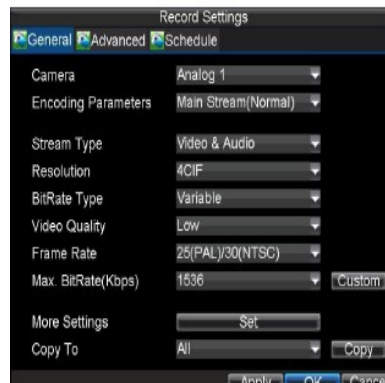 Record Settings
General Advanced Schedule
Camera Analog 1
Encoding Parameters Main Stream(Normal)
Stream Type Video & Audio
Resolution 4CIF
BitRate Type Variable
Video Quality Low
Frame Rate 25(PAL)/30(NTSC)
Max. BitRate(Kbps) 1536 Custom
More Settings Set
Copy To All Copy
Apply OK Cance